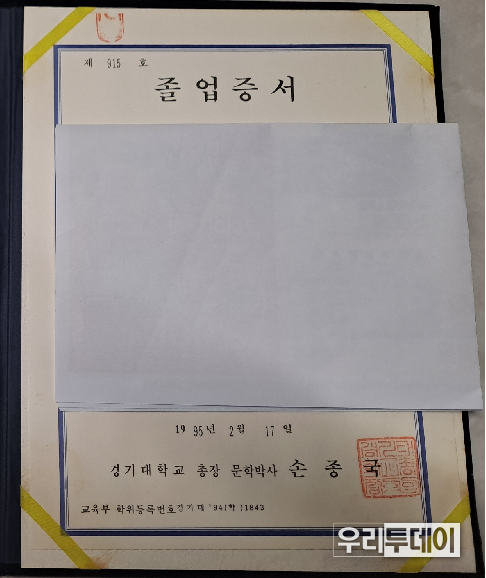 제 915 호
졸업증서
1995년 2월 17일
경기대학교 총장 문학박사 손종국
교육부 학위등록번호경기대'94(학)1843
우리투데이